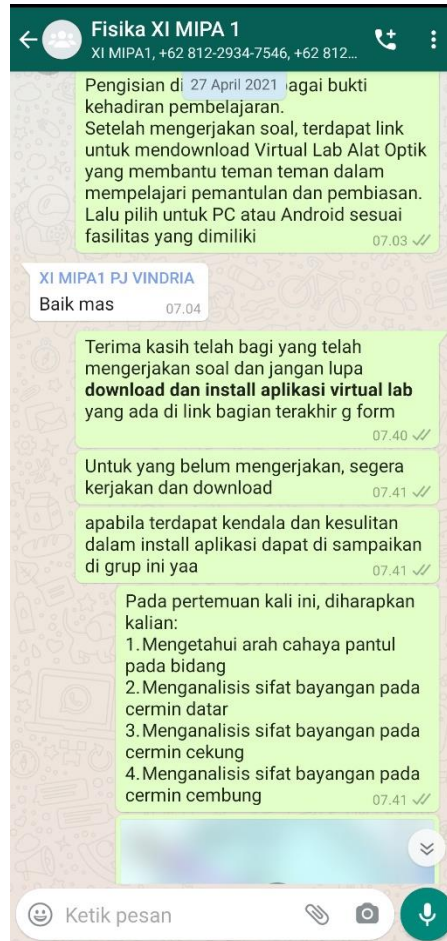 Fisika XI MIPA 1
XI MIPA1, +62 812-2934-7546, +62 812...
27 April 2021
Pengisian di agai bukti
kehadiran pembelajaran.
Setelah mengerjakan soal, terdapat link
untuk mendownload Virtual Lab Alat Optik
yang membantu teman teman dalam
mempelajari pemantulan dan pembiasan.
Lalu pilih untuk PC atau Android sesuai
fasilitas yang dimiliki 07.03
XI MIPA1 PJ VINDRIA
Baik mas 07.04
Terima kasih telah bagi yang telah
mengerjakan soal dan jangan lupa
download dan install aplikasi virtual lab
yang ada di link bagian terakhir g form
07.40
Untuk yang belum mengerjakan, segera
kerjakan dan download 07.41
apabila terdapat kendala dan kesulitan
dalam install aplikasi dapat di sampaikan
di grup ini yaa 07.41
Pada pertemuan kali ini, diharapkan
kalian:
1.Mengetahui arah cahaya pantul
pada bidang
2.Menganalisis sifat bayangan pada
cermin datar
3.Menganalisis sifat bayangan pada
cermin cekung
4.Menganalisis sifat bayangan pada
cermin cembung 07.41
Ketik pesan